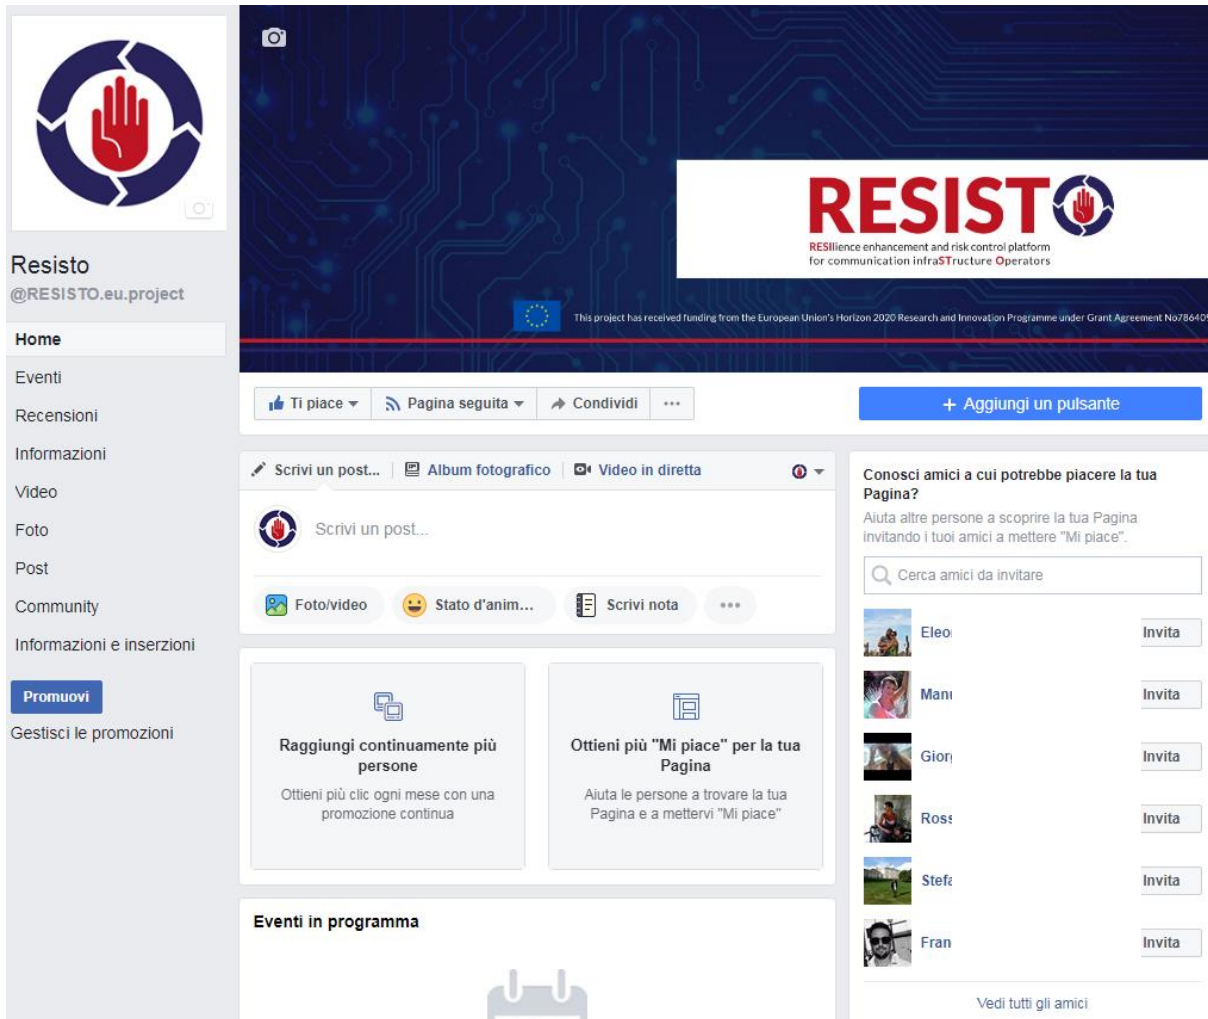 RESISTO
RESIlience enhancement and risk control platform
for communication infraSTructure Operators
This project has received funding from the European Union's Horizon 2020 Research and Innovation Programme under Grant Agreement No786409
Resisto
@RESISTO.eu.project
Home
Eventi
Recensioni
Informazioni
Video
Foto
Post
Community
Informazioni e inserzioni
Promuovi
Gestisci le promozioni
Ti piace
Pagina seguita
Condividi
+ Aggiungi un pulsante
Scrivi un post...
Album fotografico
Video in diretta
Scrivi un post...
Foto/video
Stato d'anim...
Scrivi nota
Raggiungi continuamente più
persone
Ottieni più clic ogni mese con una
promozione continua
Ottieni più "Mi piace" per la tua
Pagina
Aiuta le persone a trovare la tua
Pagina e a mettervi "Mi piace"
Eventi in programma
Conosci amici a cui potrebbe piacere la tua
Pagina?
Aiuta altre persone a scoprire la tua Pagina
invitando i tuoi amici a mettere "Mi piace".
Cerca amici da invitare
Invita
Invita
Invita
Invita
Invita
Fran
Invita
Vedi tutti gli amici